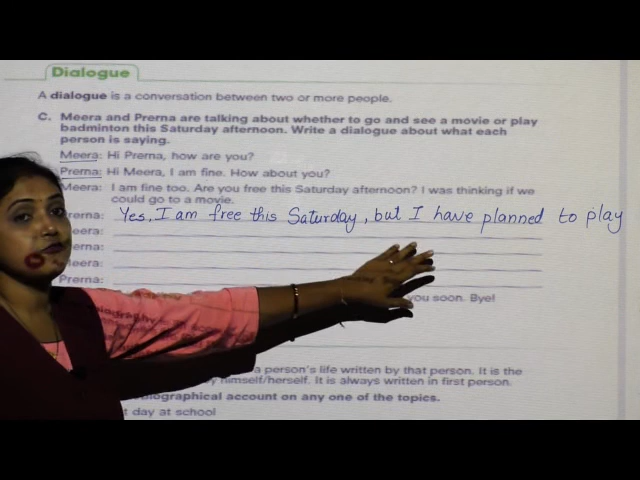 Dialogue
A dialogue is a conversation between two or more people.
C. Meera and Prerna are talking about whether to go and see a movie or play
badminton this Saturday afternoon. Write a dialogue about what each
person is saying.
Meera: Hi Prerna, how are you?
Prerna: Hi Meera, I am fine. How about you?
Meera: I am fine too. Are you free this Saturday afternoon? I was thinking if we
could go to a movie.
rerna: Yes, I am free this Saturday, but I have planned to play
Meera:
erna:
eera:
Prerna:
you soon. Bye!
a person's life written by that person. It is the
himself/herself. It is always written in first person.
biographical account on any one of the topics.
t day at school